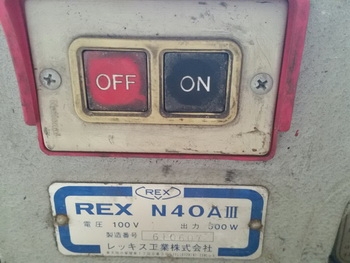 OFF ON
REX
REX N40AIII
電圧 100V 出力 300W
製造番号
レッキス工業株式会社